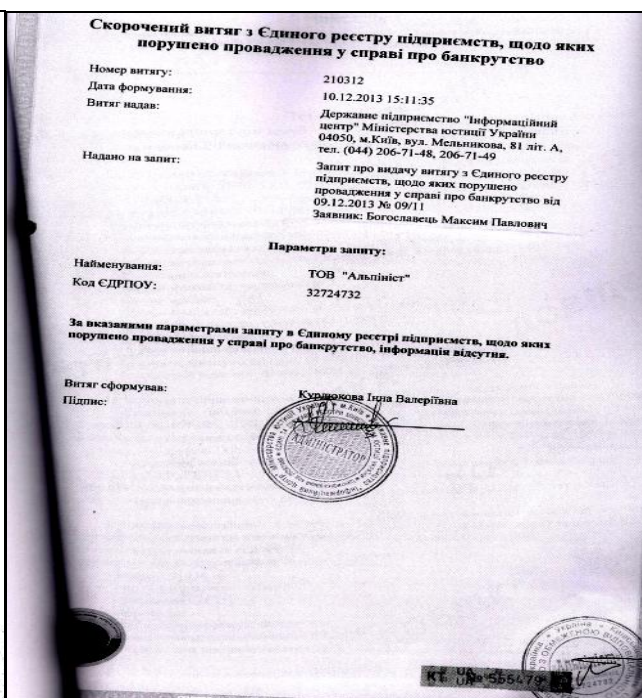 Скорочений витяг з Єдиного реєстру підприємств, щодо яких
порушено провадження у справі про банкрутство
Номер витягу:
210312
Дата формування:
10.12.2013 15:11:35
Витяг надав:
Державне підприємство "Інформаційний
центр" Міністерства юстиції України
04050, м.Київ, вул. Мельникова, 81 літ. А,
тел. (044) 206-71-48, 206-71-49
Надано на запит:
Запит про видачу витягу з Єдиного реєстру
підприємств, щодо яких порушено
провадження у справі про банкрутство від
09.12.2013 № 09/11
Заявник: Богославець Максим Павлович
Параметри запиту:
Найменування:
ТОВ "Альпініст"
Код ЄДРПОУ:
32724732
За вказаними параметрами запиту в Єдиному реєстрі підприємств, щодо яких
порушено провадження у справі про банкрутство, інформація відсутня.
Витяг сформував:
Курдюкова Інна Валеріївна
Підпис:
АДМІНІСТРАТОР
№ 555479